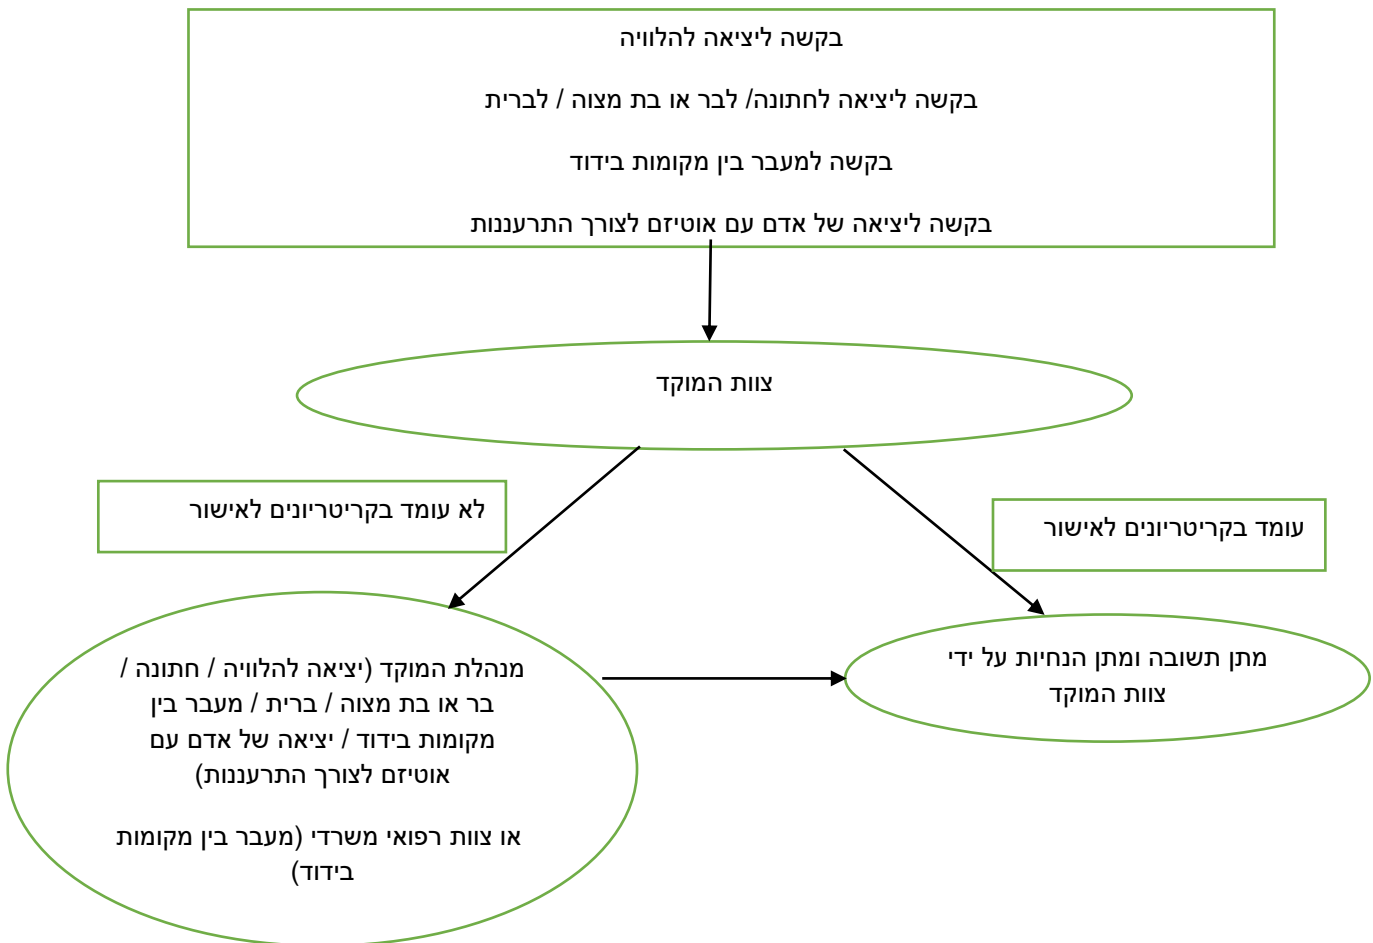 בקשה ליציאה להלוויה
בקשה ליציאה לחתונה/ לבר או בת מצוה / לברית
בקשה למעבר בין מקומות בידוד
בקשה ליציאה של אדם עם אוטיזם לצורך התרעננות
צוות המוקד
עומד בקריטריונים לאישור
לא עומד בקריטריונים לאישור
מתן תשובה ומתן הנחיות על ידי
צוות המוקד
מנהלת המוקד (יציאה להלוויה / חתונה /
בר או בת מצוה / ברית / מעבר בין
מקומות בידוד / יציאה של אדם עם
אוטיזם לצורך התרעננות)
או צוות רפואי משרדי (מעבר בין מקומות
בידוד)